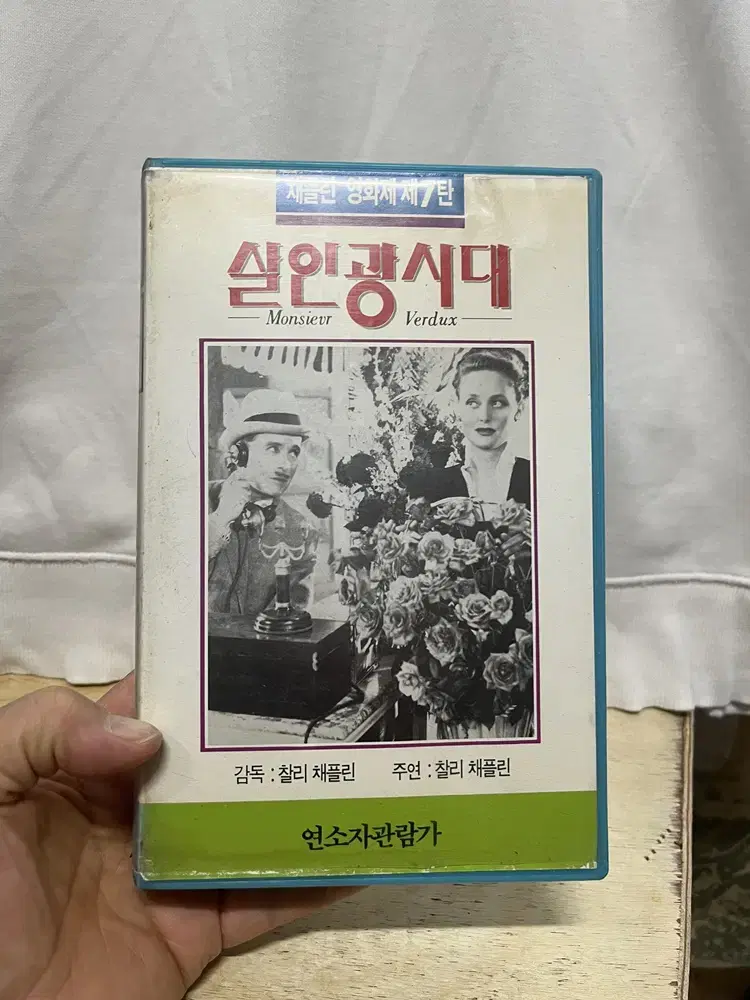 채플린 영화제 제7탄
살인광시대
Monsievr Verdux
감독 : 찰리 채플린 주연 : 찰리 채플린
연소자관람가